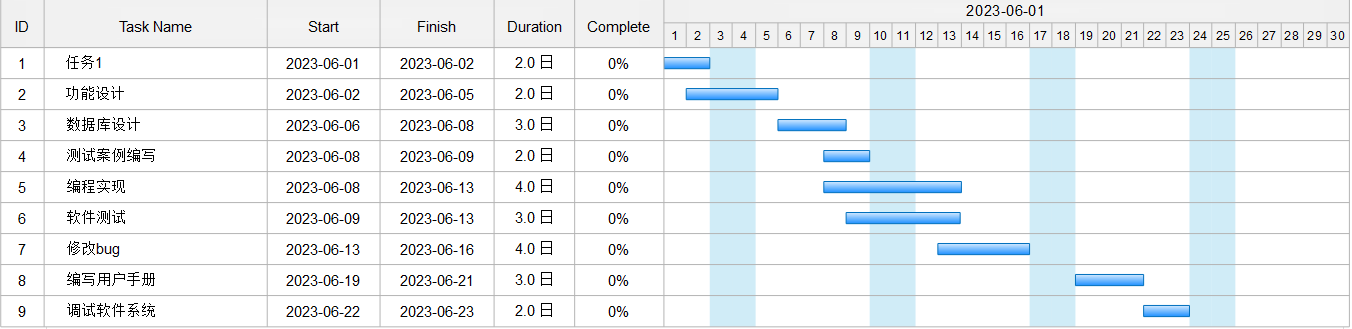 ID Task Name Start Finish Duration Complete 2023-06-01
1 2 3 4 5 6 7 8 9 10 11 12 13 14 15 16 17 18 19 20 21 22 23 24 25 26 27 28 29 30
1 任务1 2023-06-01 2023-06-02 2.0 日 0%
2 功能设计 2023-06-02 2023-06-05 2.0 日 0%
3 数据库设计 2023-06-06 2023-06-08 3.0 日 0%
4 测试案例编写 2023-06-08 2023-06-09 2.0 日 0%
5 编程实现 2023-06-08 2023-06-13 4.0 日 0%
6 软件测试 2023-06-09 2023-06-13 3.0 日 0%
7 修改bug 2023-06-13 2023-06-16 4.0 日 0%
8 编写用户手册 2023-06-19 2023-06-21 3.0 日 0%
9 调试软件系统 2023-06-22 2023-06-23 2.0 日 0%